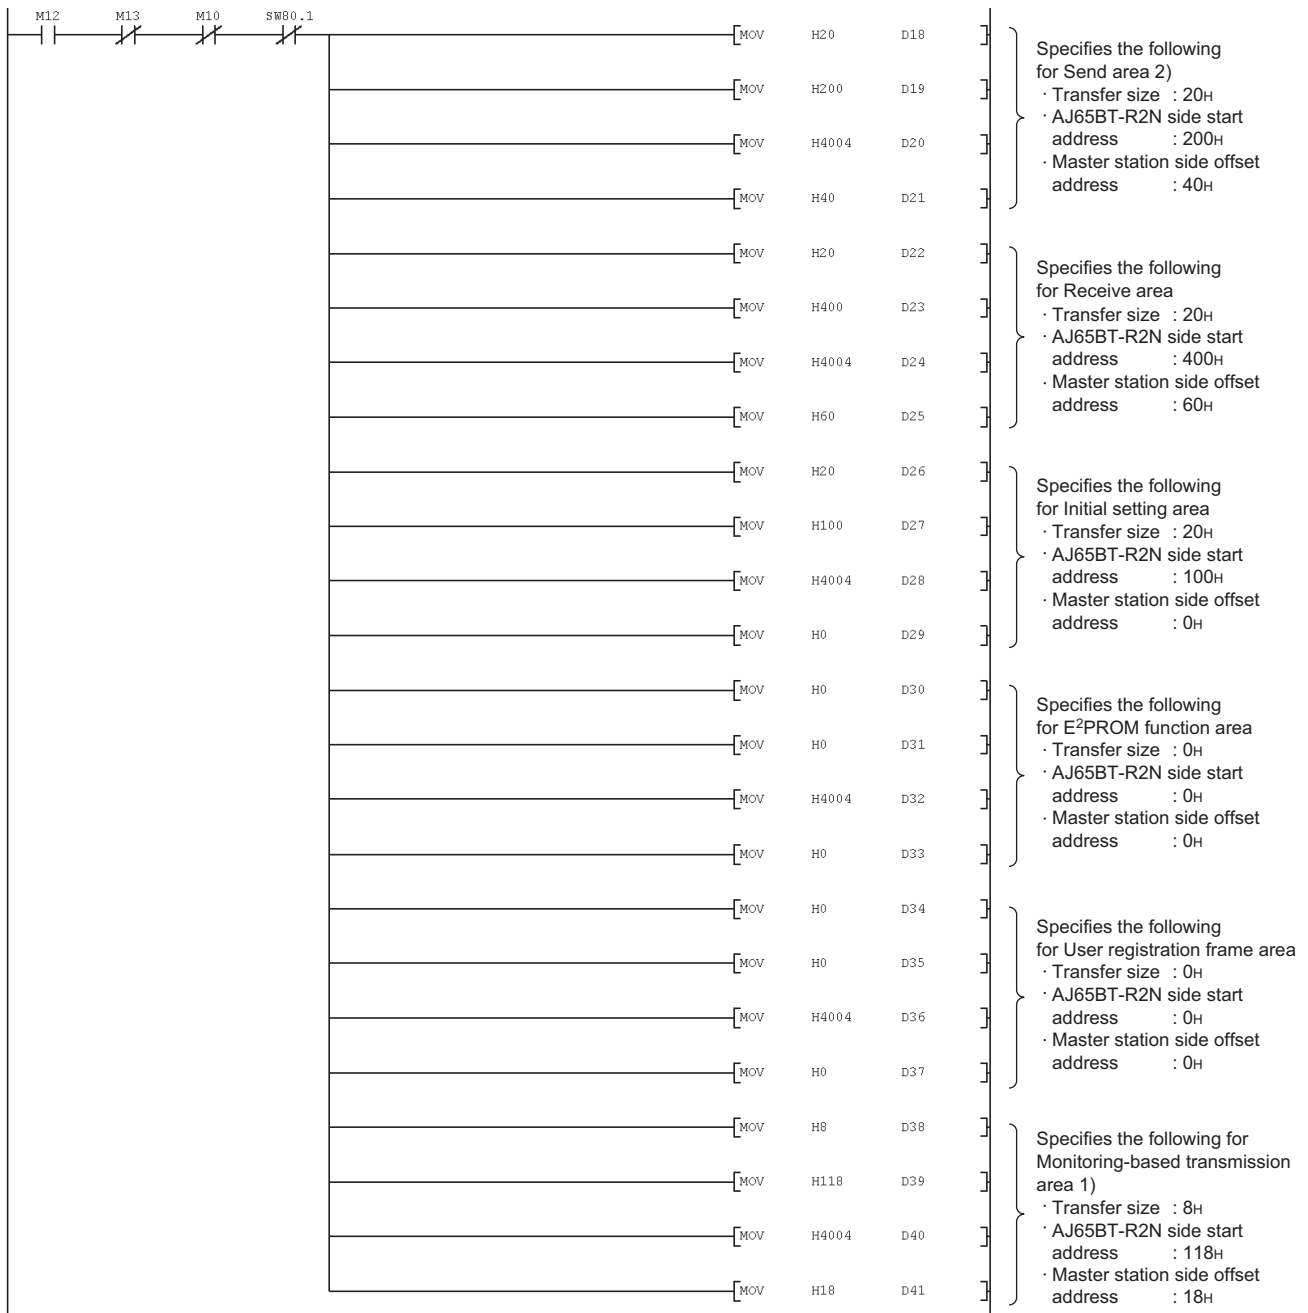 M12 M13 M10 SW80.1
MOV H20 D18
MOV H200 D19
MOV H4004 D20
MOV H40 D21
Specifies the following
for Send area 2)
· Transfer size : 20H
· AJ65BT-R2N side start
address : 200H
· Master station side offset
address : 40H
MOV H20 D22
MOV H400 D23
MOV H4004 D24
MOV H60 D25
Specifies the following
for Receive area
· Transfer size : 20H
· AJ65BT-R2N side start
address : 400H
· Master station side offset
address : 60H
MOV H20 D26
MOV H100 D27
MOV H4004 D28
MOV H0 D29
Specifies the following
for Initial setting area
· Transfer size : 20H
· AJ65BT-R2N side start
address : 100H
· Master station side offset
address : 0H
MOV H0 D30
MOV H0 D31
MOV H4004 D32
MOV H0 D33
Specifies the following
for E²PROM function area
· Transfer size : 0H
· AJ65BT-R2N side start
address : 0H
· Master station side offset
address : 0H
MOV H0 D34
MOV H0 D35
MOV H4004 D36
MOV H0 D37
Specifies the following
for User registration frame area
· Transfer size : 0H
· AJ65BT-R2N side start
address : 0H
· Master station side offset
address : 0H
MOV H8 D38
MOV H118 D39
MOV H4004 D40
MOV H18 D41
Specifies the following for
Monitoring-based transmission
area 1)
· Transfer size : 8H
· AJ65BT-R2N side start
address : 118H
· Master station side offset
address : 18H